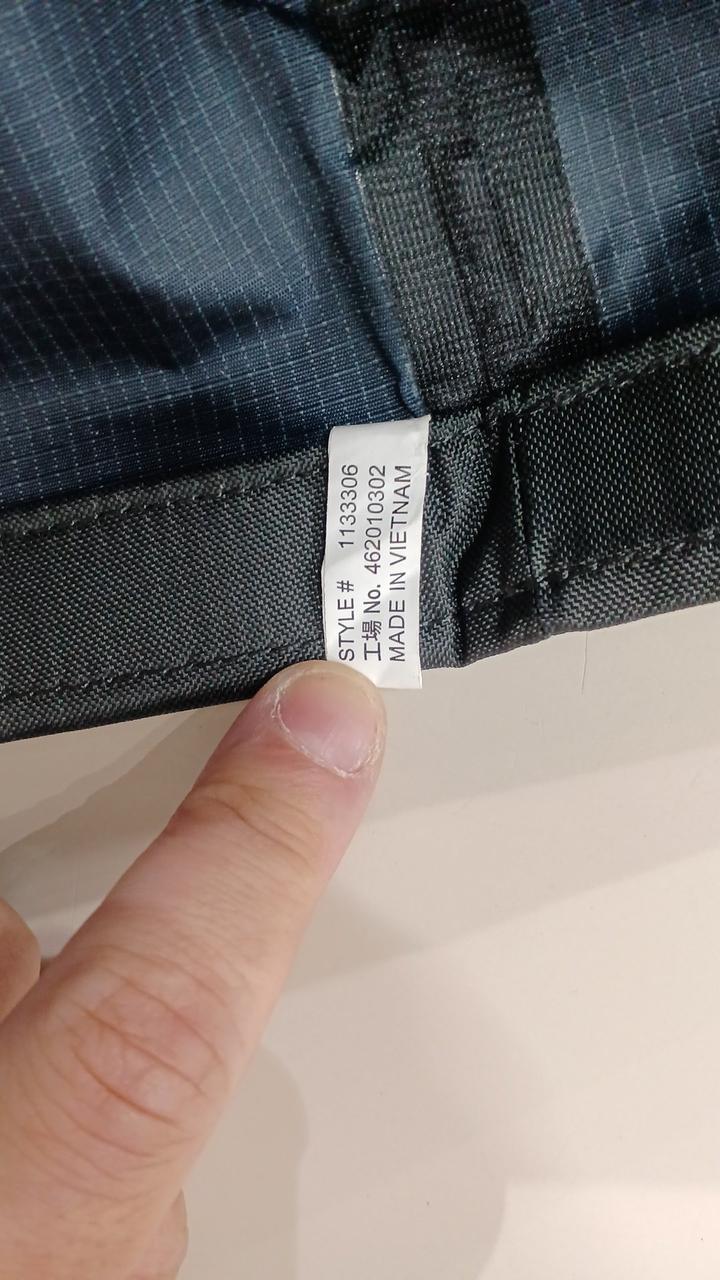 STYLE # 1133306
工場 No. 462010302
MADE IN VIETNAM